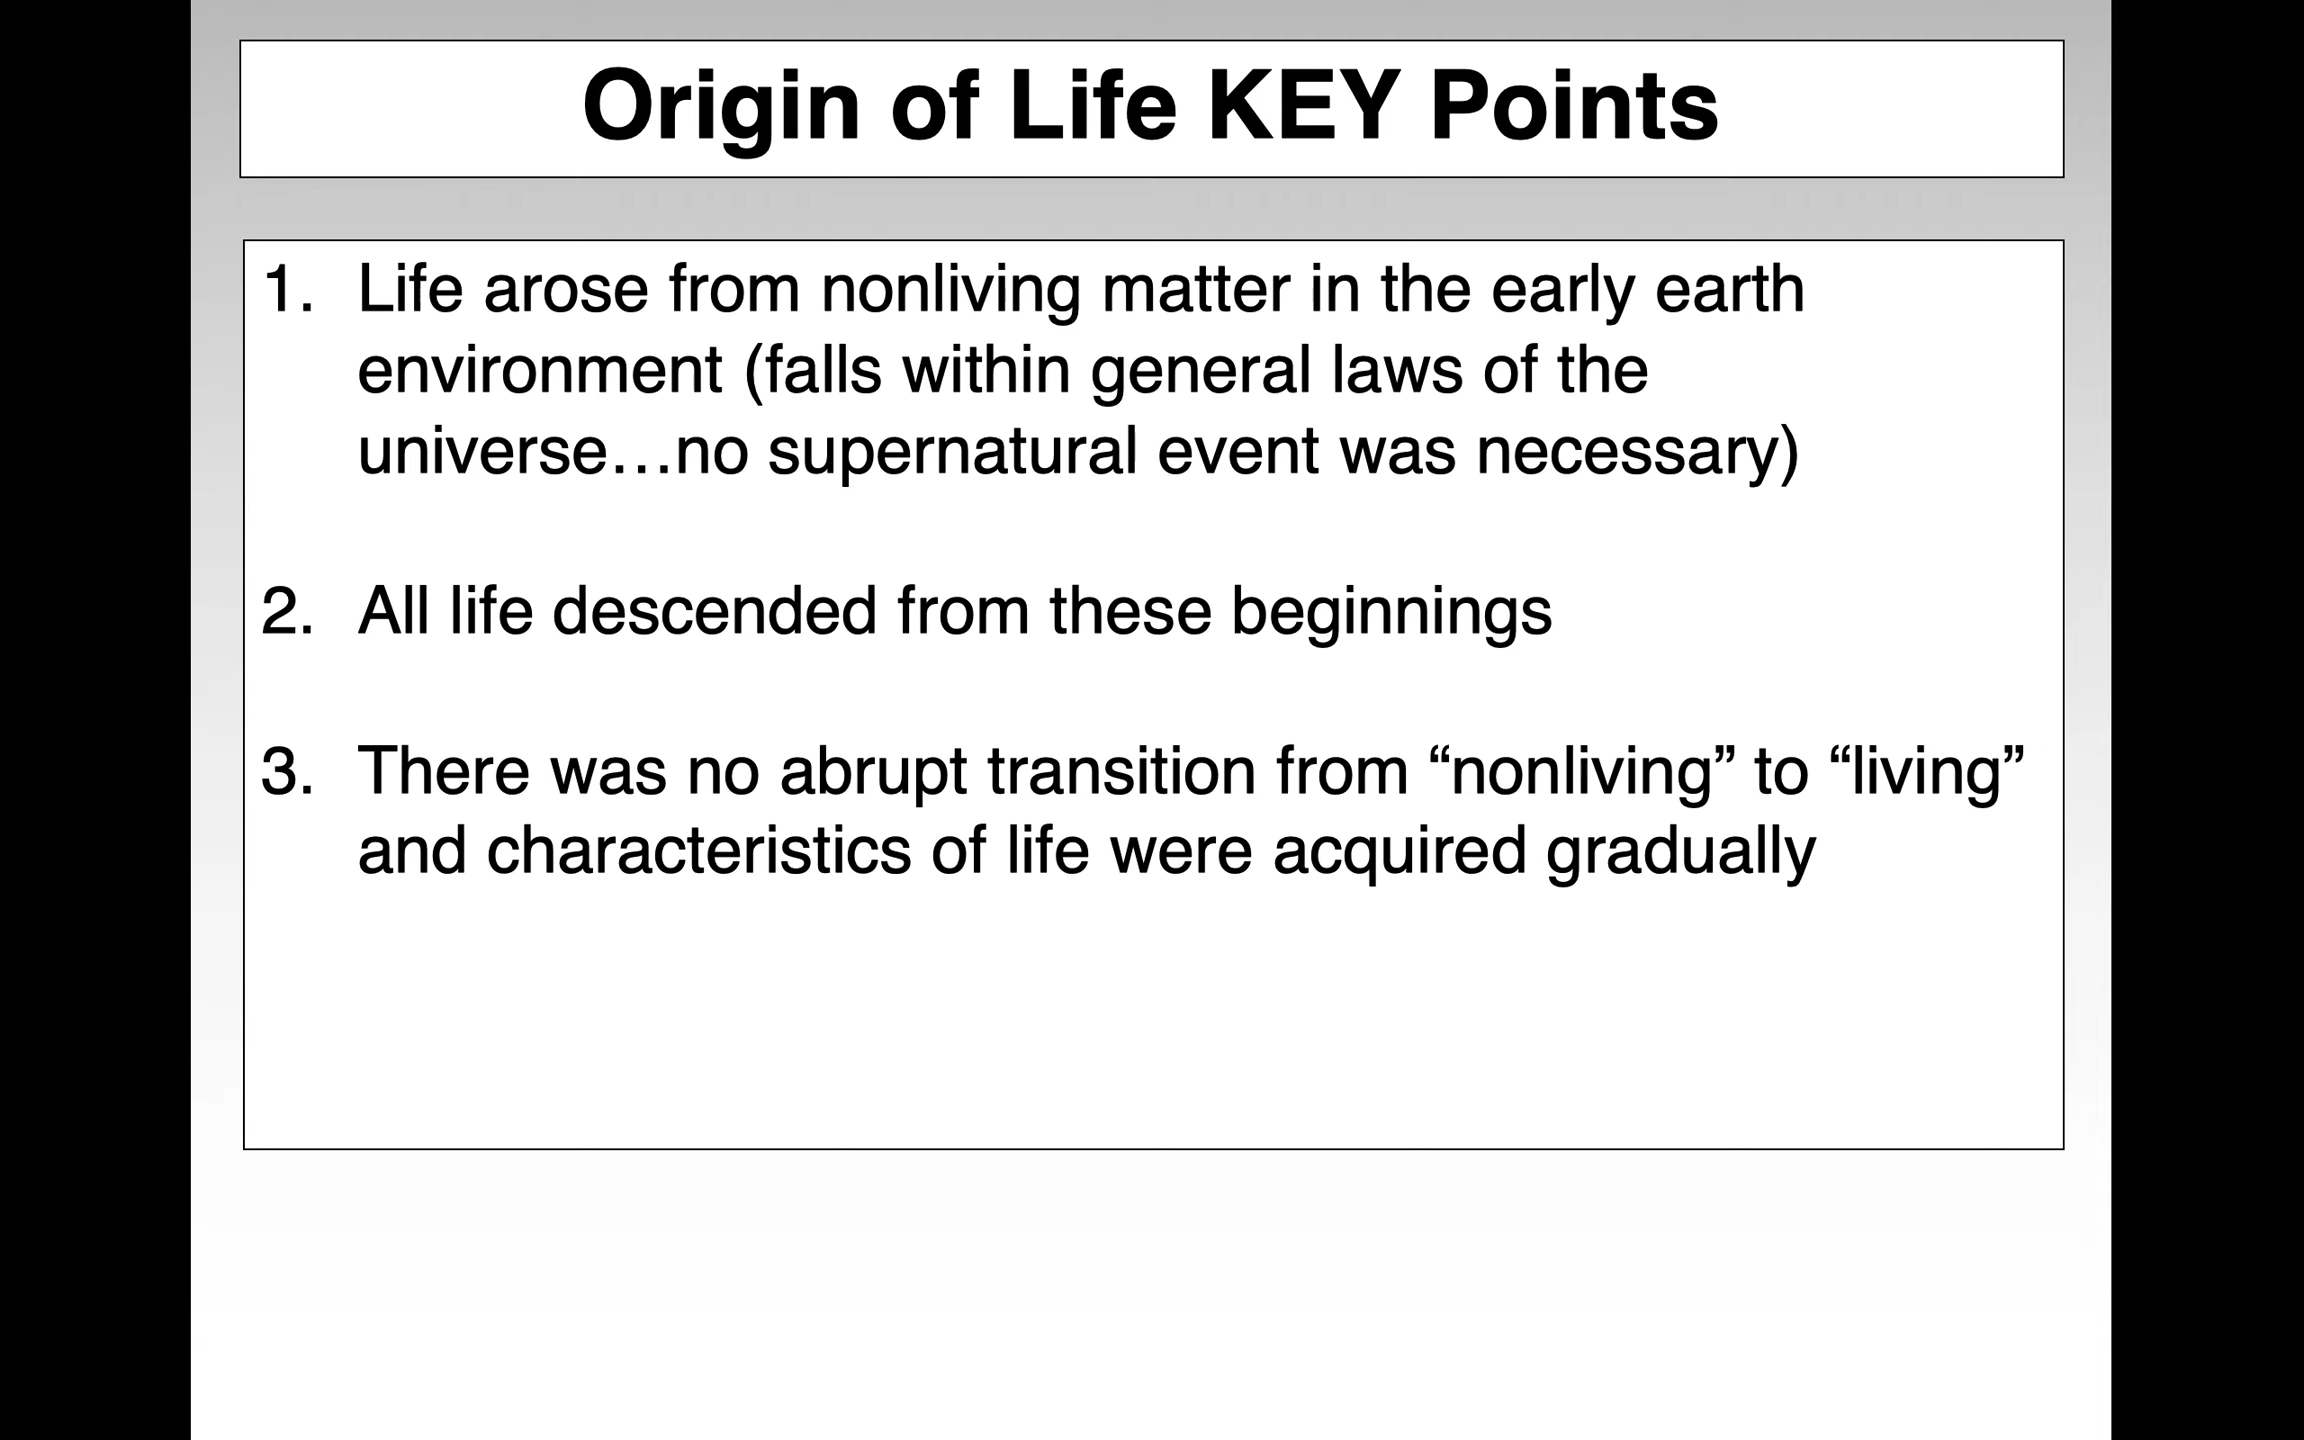 Origin of Life KEY Points
1. Life arose from nonliving matter in the early earth
environment (falls within general laws of the
universe…no supernatural event was necessary)
2. All life descended from these beginnings
3. There was no abrupt transition from “nonliving” to “living”
and characteristics of life were acquired gradually